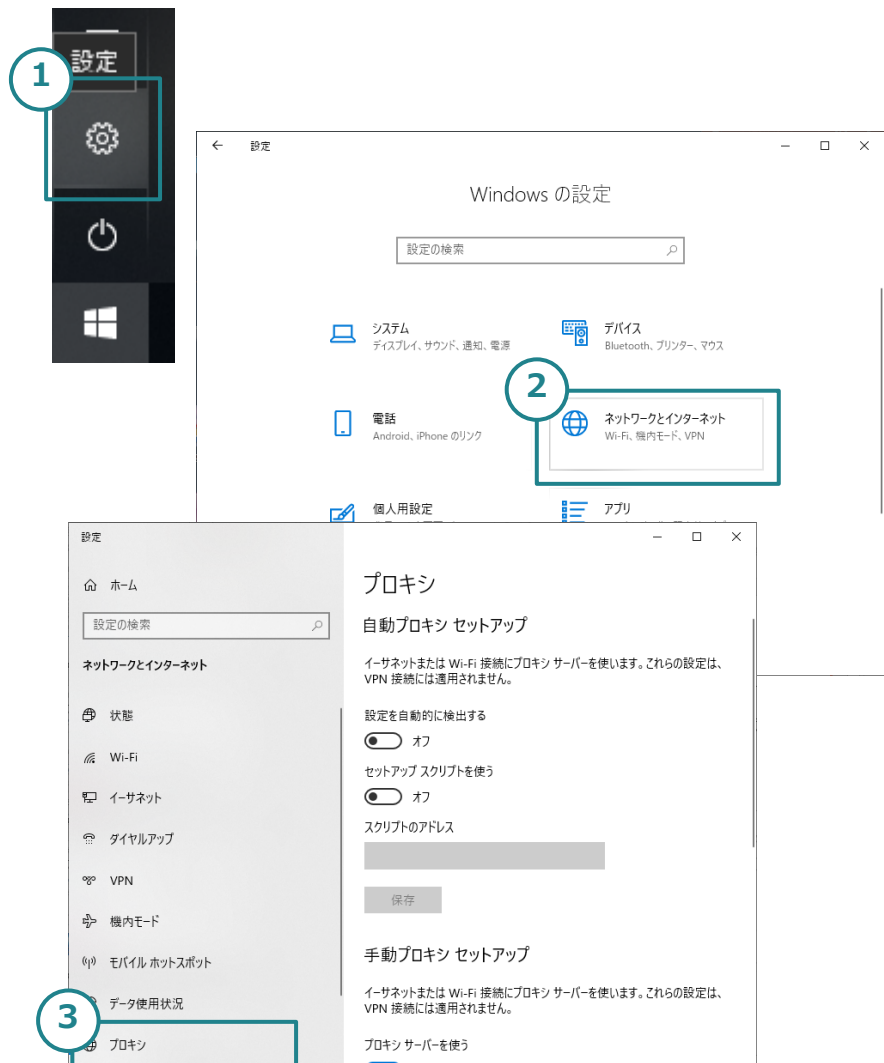 設定
1
設定
Windows の設定
設定の検索
システム
ディスプレイ、サウンド、通知、電源
デバイス
Bluetooth、プリンター、マウス
2
電話
Android、iPhone のリンク
ネットワークとインターネット
Wi-Fi、機内モード、VPN
個人用設定
アプリ
設定
ホーム
設定の検索
ネットワークとインターネット
状態
Wi-Fi
イーサネット
ダイヤルアップ
VPN
機内モード
モバイル ホットスポット
データ使用状況
3
プロキシ
プロキシ
自動プロキシ セットアップ
イーサネットまたは Wi-Fi 接続にプロキシ サーバーを使います。これらの設定は、
VPN 接続には適用されません。
設定を自動的に検出する
オフ
セットアップ スクリプトを使う
オフ
スクリプトのアドレス
保存
手動プロキシ セットアップ
イーサネットまたは Wi-Fi 接続にプロキシ サーバーを使います。これらの設定は、
VPN 接続には適用されません。
プロキシ サーバーを使う